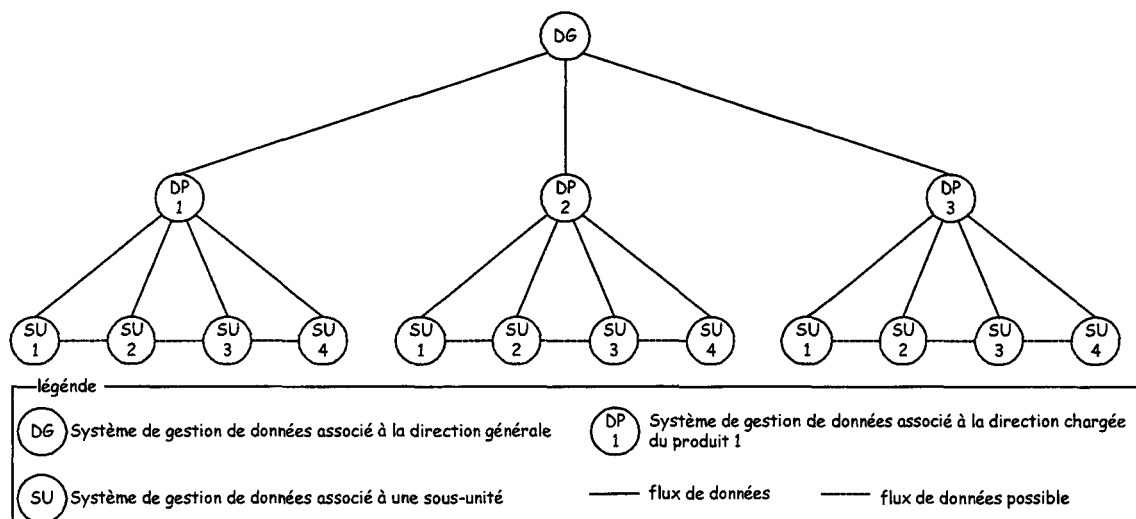 DG
DP
1
DP
2
DP
3
SU
1
SU
2
SU
3
SU
4
SU
1
SU
2
SU
3
SU
4
SU
1
SU
2
SU
3
SU
4
légénde
DG Système de gestion de données associé à la direction générale
DP
1
Système de gestion de données associé à la direction chargée
du produit 1
SU Système de gestion de données associé à une sous-unité
flux de données
flux de données possible